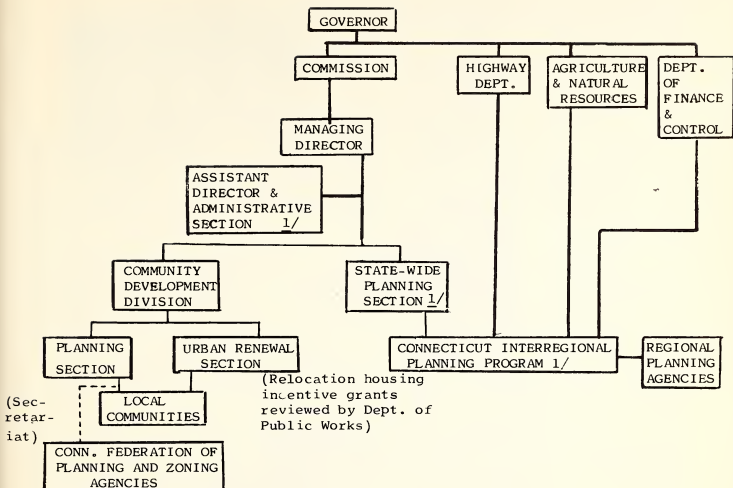 GOVERNOR
COMMISSION
HIGHWAY
DEPT.
AGRICULTURE
& NATURAL
RESOURCES
DEPT.
OF
FINANCE
&
CONTROL
MANAGING
DIRECTOR
ASSISTANT
DIRECTOR &
ADMINISTRATIVE
SECTION 1/
COMMUNITY
DEVELOPMENT
DIVISION
STATE-WIDE
PLANNING
SECTION 1/
PLANNING
SECTION
URBAN RENEWAL
SECTION
CONNECTICUT INTERREGIONAL
PLANNING PROGRAM 1/
REGIONAL
PLANNING
AGENCIES
(Relocation housing
incentive grants
reviewed by Dept. of
Public Works)
(Sec-
retar-
iat)
LOCAL
COMMUNITIES
CONN. FEDERATION OF
PLANNING AND ZONING
AGENCIES